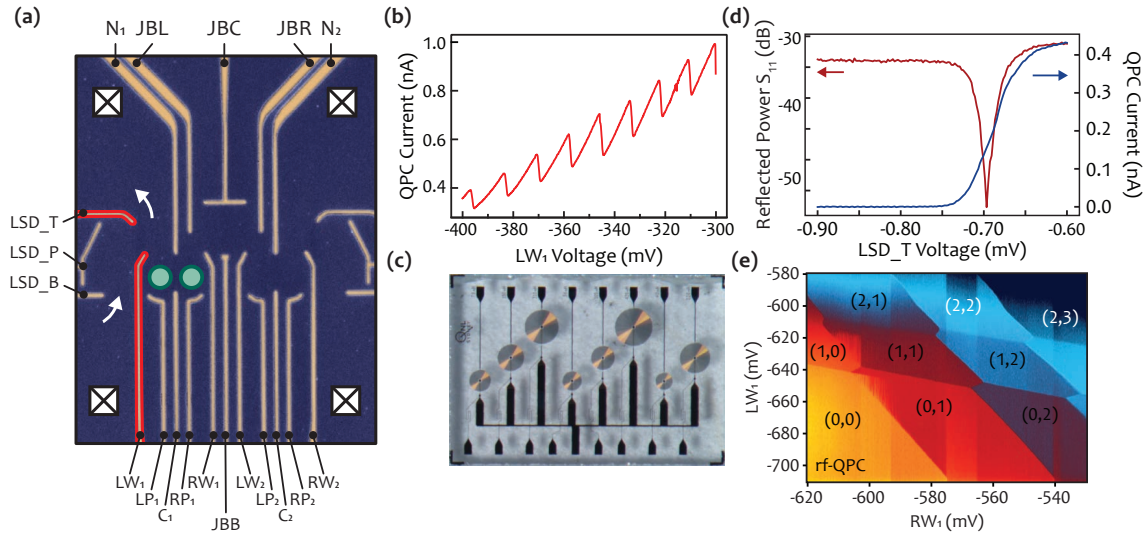 (a)
N₁ JBL JBC JBR N₂
LSD_T
LSD_P
LSD_B
LW₁ LP₁ C₁ RP₁ RW₁ JBB LW₂ LP₂ C₂ RP₂ RW₂
(b)
QPC Current (nA)
1.0
0.8
0.6
0.4
-400 -380 -360 -340 -320 -300
LW₁ Voltage (mV)
(c)
(d)
Reflected Power S₁₁ (dB)
-30
-40
-50
QPC Current (nA)
0.4
0.3
0.2
0.1
0.0
-0.90 -0.80 -0.70 -0.60
LSD_T Voltage (mV)
(e)
LW₁ (mV)
-580
-600
-620
-640
-660
-680
-700
(2,1) (2,2) (2,3)
(1,0) (1,1) (1,2)
(0,0) (0,1) (0,2)
rf-QPC
-620 -600 -580 -560 -540
RW₁ (mV)